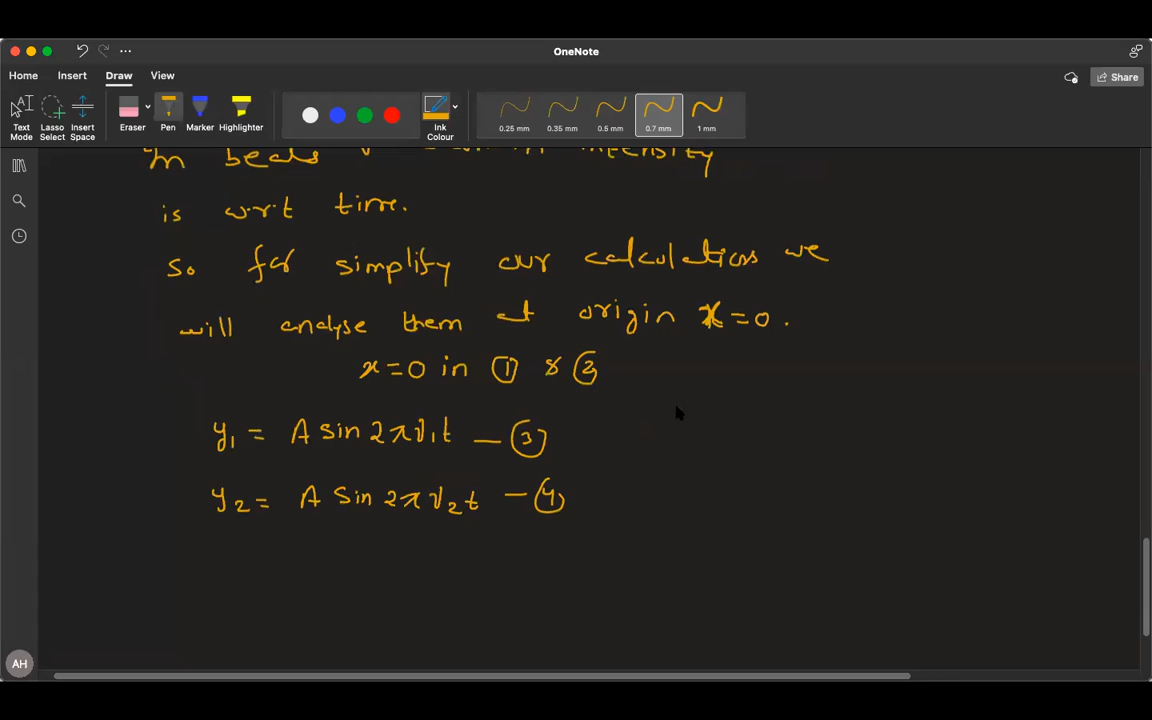 OneNote
Home Insert Draw View
Share
Text Mode Lasso Select Insert Space Eraser Pen Marker Highlighter Ink Colour 0.25 mm 0.35 mm 0.5 mm 0.7 mm 1 mm
In beats intensity
is w.r.t time.
So for simplify our calculations we
will analyse them at origin x = 0.
x = 0 in ① & ②
y₁ = A sin 2πν₁t — ③
y₂ = A Sin 2πν₂t — ④
AH